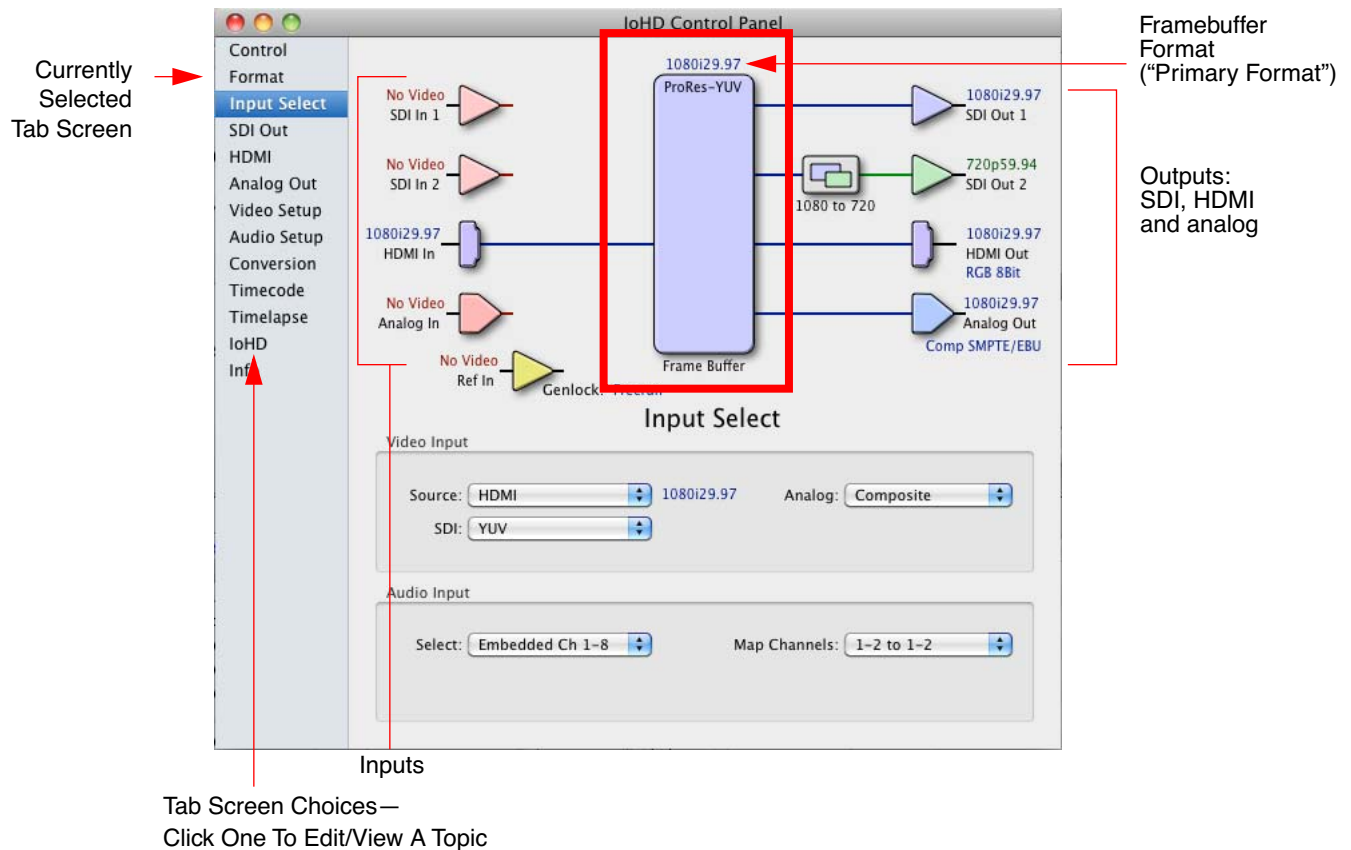 IoHD Control Panel
Currently
Selected
Tab Screen
Control
Format
Input Select
SDI Out
HDMI
Analog Out
Video Setup
Audio Setup
Conversion
Timecode
Timelapse
IoHD
Framebuffer
Format
(“Primary Format”)
1080i29.97
ProRes-YUV
Frame Buffer
No Video
SDI In 1
No Video
SDI In 2
1080i29.97
HDMI In
No Video
Analog In
No Video
Ref In
Genlock:
1080 to 720
1080i29.97
SDI Out 1
720p59.94
SDI Out 2
1080i29.97
HDMI Out
RGB 8Bit
1080i29.97
Analog Out
Comp SMPTE/EBU
Outputs:
SDI, HDMI
and analog
Input Select
Video Input
Source: HDMI 1080i29.97 Analog: Composite
SDI: YUV
Audio Input
Select: Embedded Ch 1-8 Map Channels: 1-2 to 1-2
Inputs
Tab Screen Choices—
Click One To Edit/View A Topic